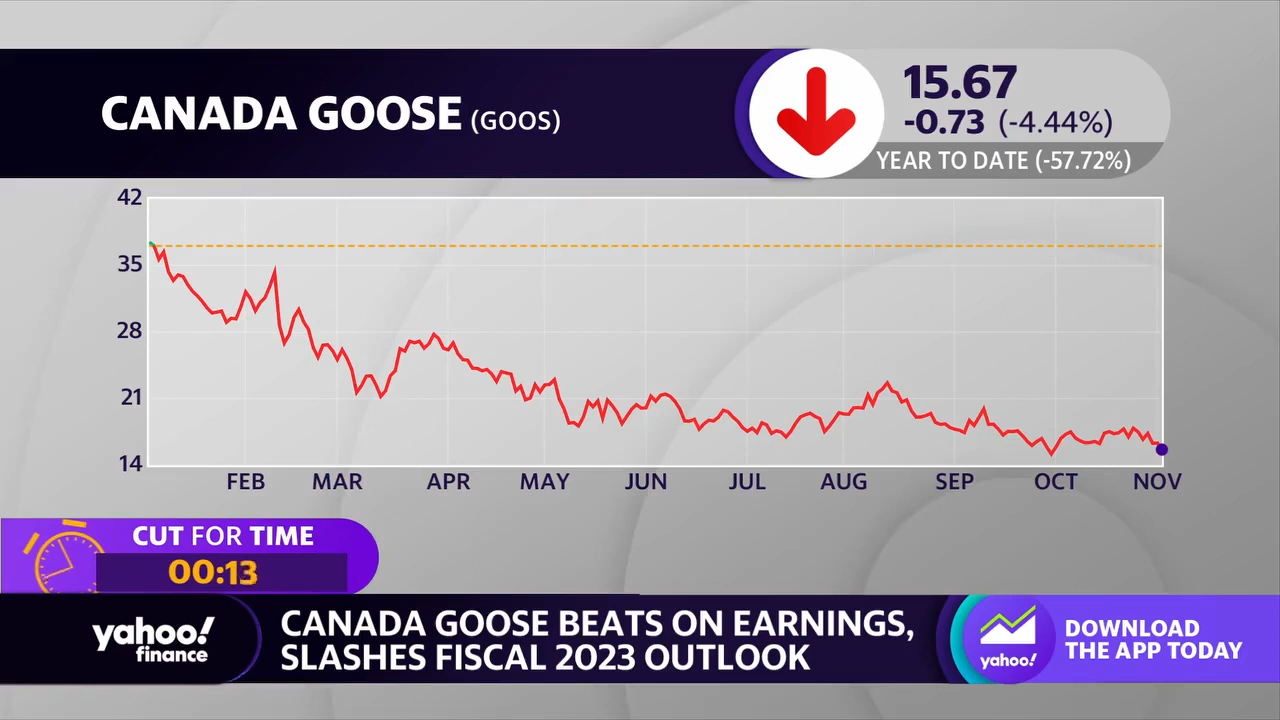 CANADA GOOSE (GOOS)
15.67
-0.73 (-4.44%)
YEAR TO DATE (-57.72%)
42
35
28
21
14
FEB MAR APR MAY JUN JUL AUG SEP OCT NOV
CUT FOR TIME
00:13
yahoo!
finance
CANADA GOOSE BEATS ON EARNINGS,
SLASHES FISCAL 2023 OUTLOOK
yahoo!
DOWNLOAD
THE APP TODAY